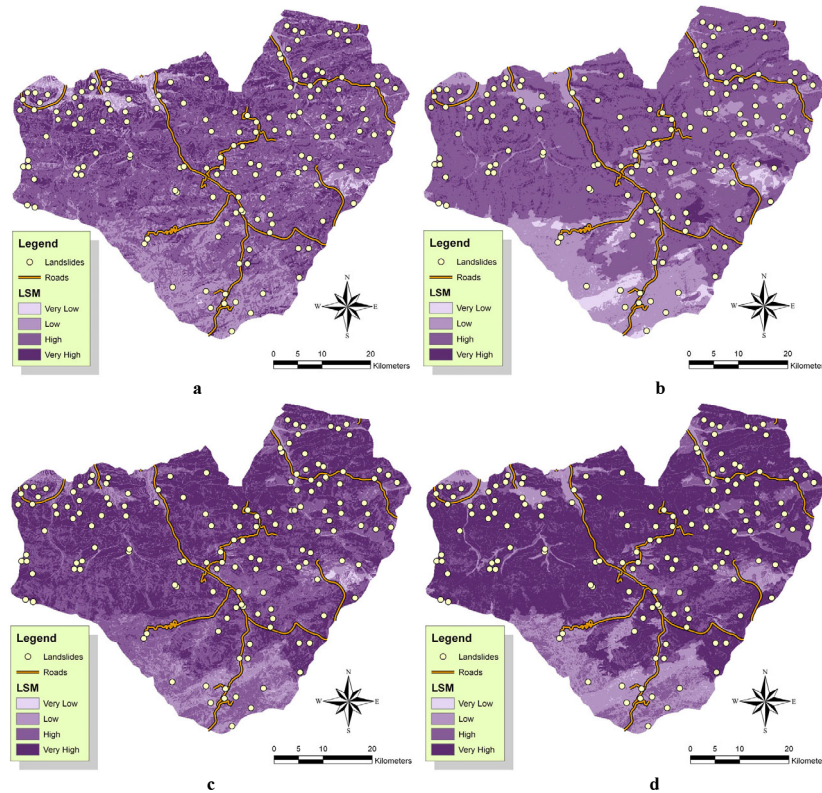 Legend
Landslides
Roads
LSM
Very Low
Low
High
Very High
N
W E
S
0 5 10 20
Kilometers
a
Legend
Landslides
Roads
LSM
Very Low
Low
High
Very High
N
W E
S
0 5 10 20
Kilometers
b
Legend
Landslides
Roads
LSM
Very Low
Low
High
Very High
N
W E
S
0 5 10 20
Kilometers
c
Legend
Landslides
Roads
LSM
Very Low
Low
High
Very High
N
W E
S
0 5 10 20
Kilometers
d